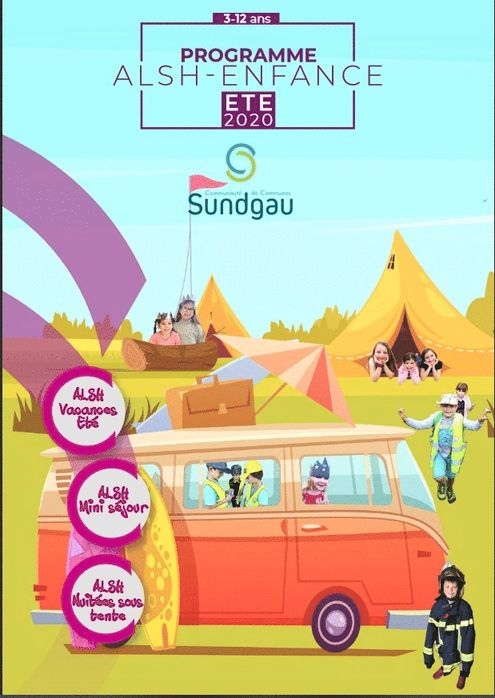 3-12 ans
PROGRAMME
ALSH-ENFANCE
ETE
2020
Communauté de Communes
Sundgau
ALSH
Vacances
Eté
ALSH
Mini séjour
ALSH
Nuitées sous
tente